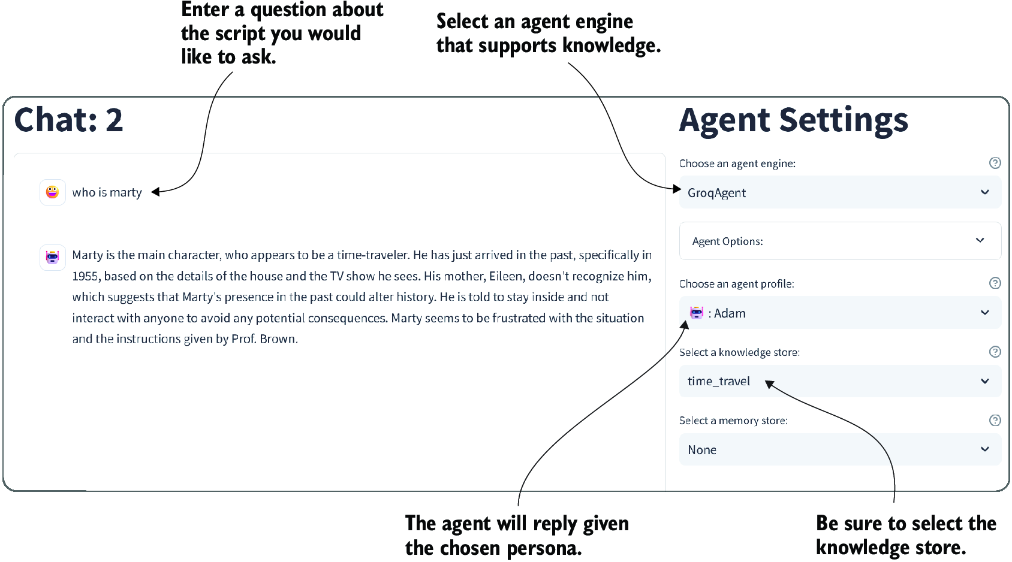 Enter a question about
the script you would
like to ask.
Select an agent engine
that supports knowledge.
Chat: 2
who is marty
Marty is the main character, who appears to be a time-traveler. He has just arrived in the past, specifically in
1955, based on the details of the house and the TV show he sees. His mother, Eileen, doesn't recognize him,
which suggests that Marty's presence in the past could alter history. He is told to stay inside and not
interact with anyone to avoid any potential consequences. Marty seems to be frustrated with the situation
and the instructions given by Prof. Brown.
Agent Settings
Choose an agent engine:
GroqAgent
Agent Options:
Choose an agent profile:
: Adam
Select a knowledge store:
time_travel
Select a memory store:
None
The agent will reply given
the chosen persona.
Be sure to select the
knowledge store.